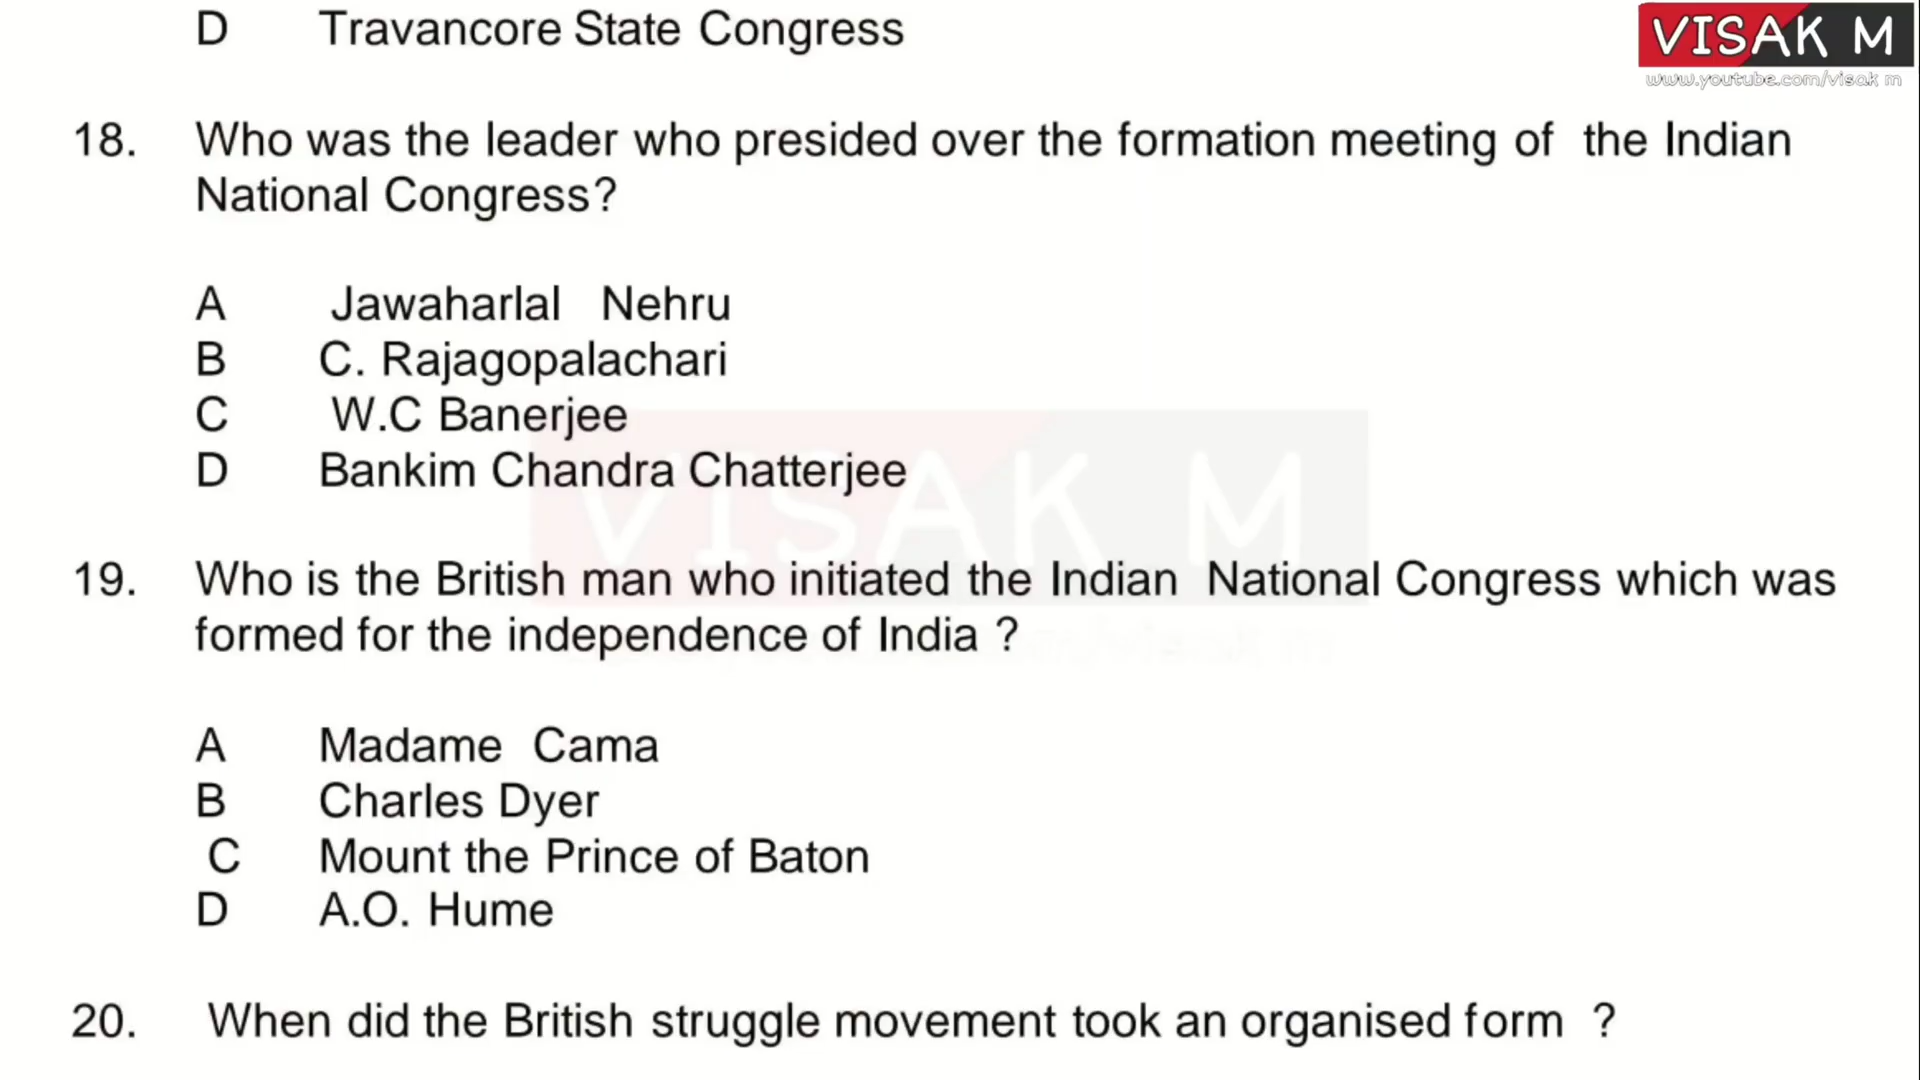 D Travancore State Congress
VISAK M
www.youtube.com/visak m
18. Who was the leader who presided over the formation meeting of the Indian
National Congress?
A Jawaharlal Nehru
B C. Rajagopalachari
C W.C Banerjee
D Bankim Chandra Chatterjee
VISAK M
19. Who is the British man who initiated the Indian National Congress which was
formed for the independence of India ?
A Madame Cama
B Charles Dyer
C Mount the Prince of Baton
D A.O. Hume
20. When did the British struggle movement took an organised form ?